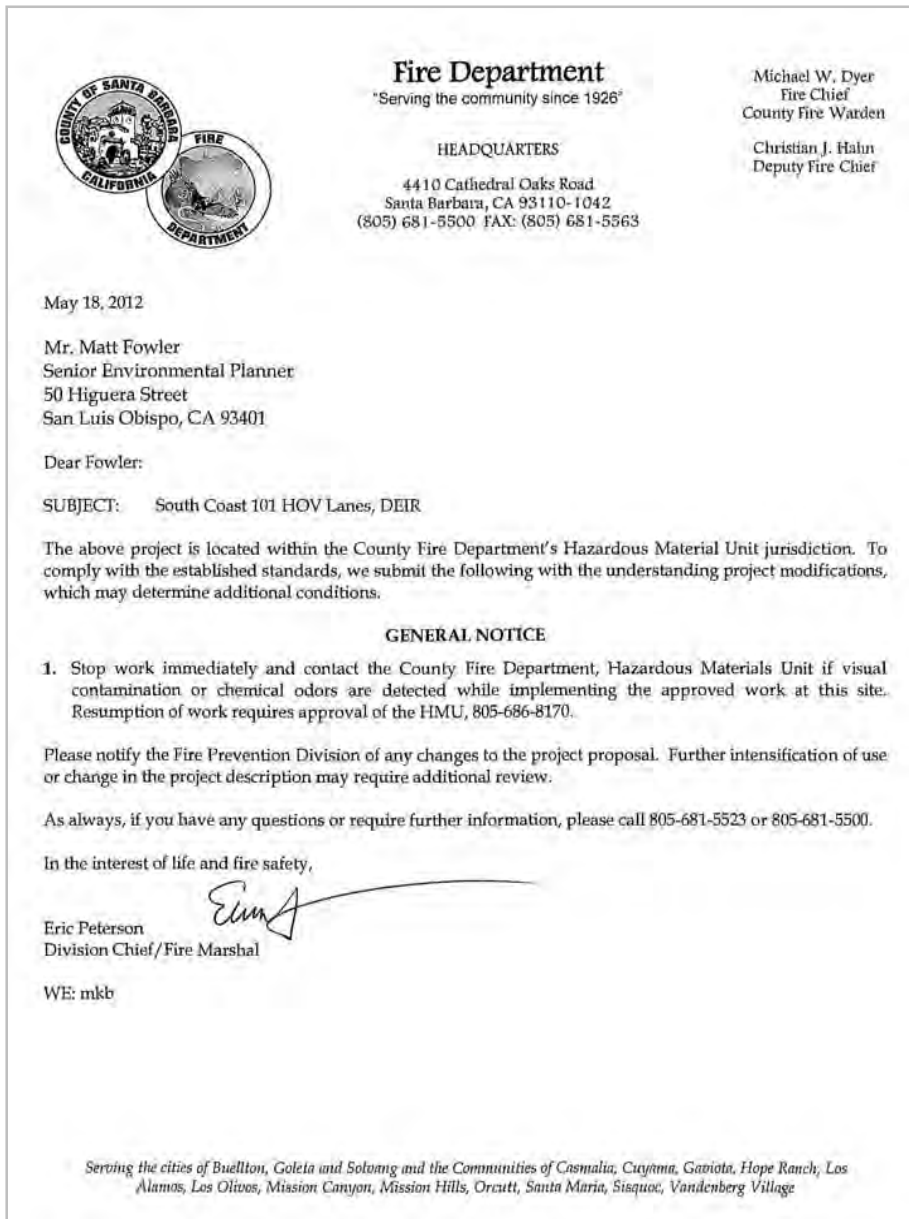 COUNTY OF SANTA BARBARA
CALIFORNIA
FIRE
DEPARTMENT
Fire Department
"Serving the community since 1926"
HEADQUARTERS
4410 Cathedral Oaks Road
Santa Barbara, CA 93110-1042
(805) 681-5500 FAX: (805) 681-5563
Michael W. Dyer
Fire Chief
County Fire Warden
Christian J. Hahn
Deputy Fire Chief
May 18, 2012
Mr. Matt Fowler
Senior Environmental Planner
50 Higuera Street
San Luis Obispo, CA 93401
Dear Fowler:
SUBJECT: South Coast 101 HOV Lanes, DEIR
The above project is located within the County Fire Department's Hazardous Material Unit jurisdiction. To
comply with the established standards, we submit the following with the understanding project modifications,
which may determine additional conditions.
GENERAL NOTICE
1. Stop work immediately and contact the County Fire Department, Hazardous Materials Unit if visual
contamination or chemical odors are detected while implementing the approved work at this site.
Resumption of work requires approval of the HMU, 805-686-8170.
Please notify the Fire Prevention Division of any changes to the project proposal. Further intensification of use
or change in the project description may require additional review.
As always, if you have any questions or require further information, please call 805-681-5523 or 805-681-5500.
In the interest of life and fire safety,
Eric Peterson
Division Chief/Fire Marshal
WE: mkb
Serving the cities of Buellton, Goleta and Solvang and the Communities of Casmalia, Cuyama, Gaviota, Hope Ranch, Los
Alamos, Los Olivos, Mission Canyon, Mission Hills, Orcutt, Santa Maria, Sisquoc, Vandenberg Village